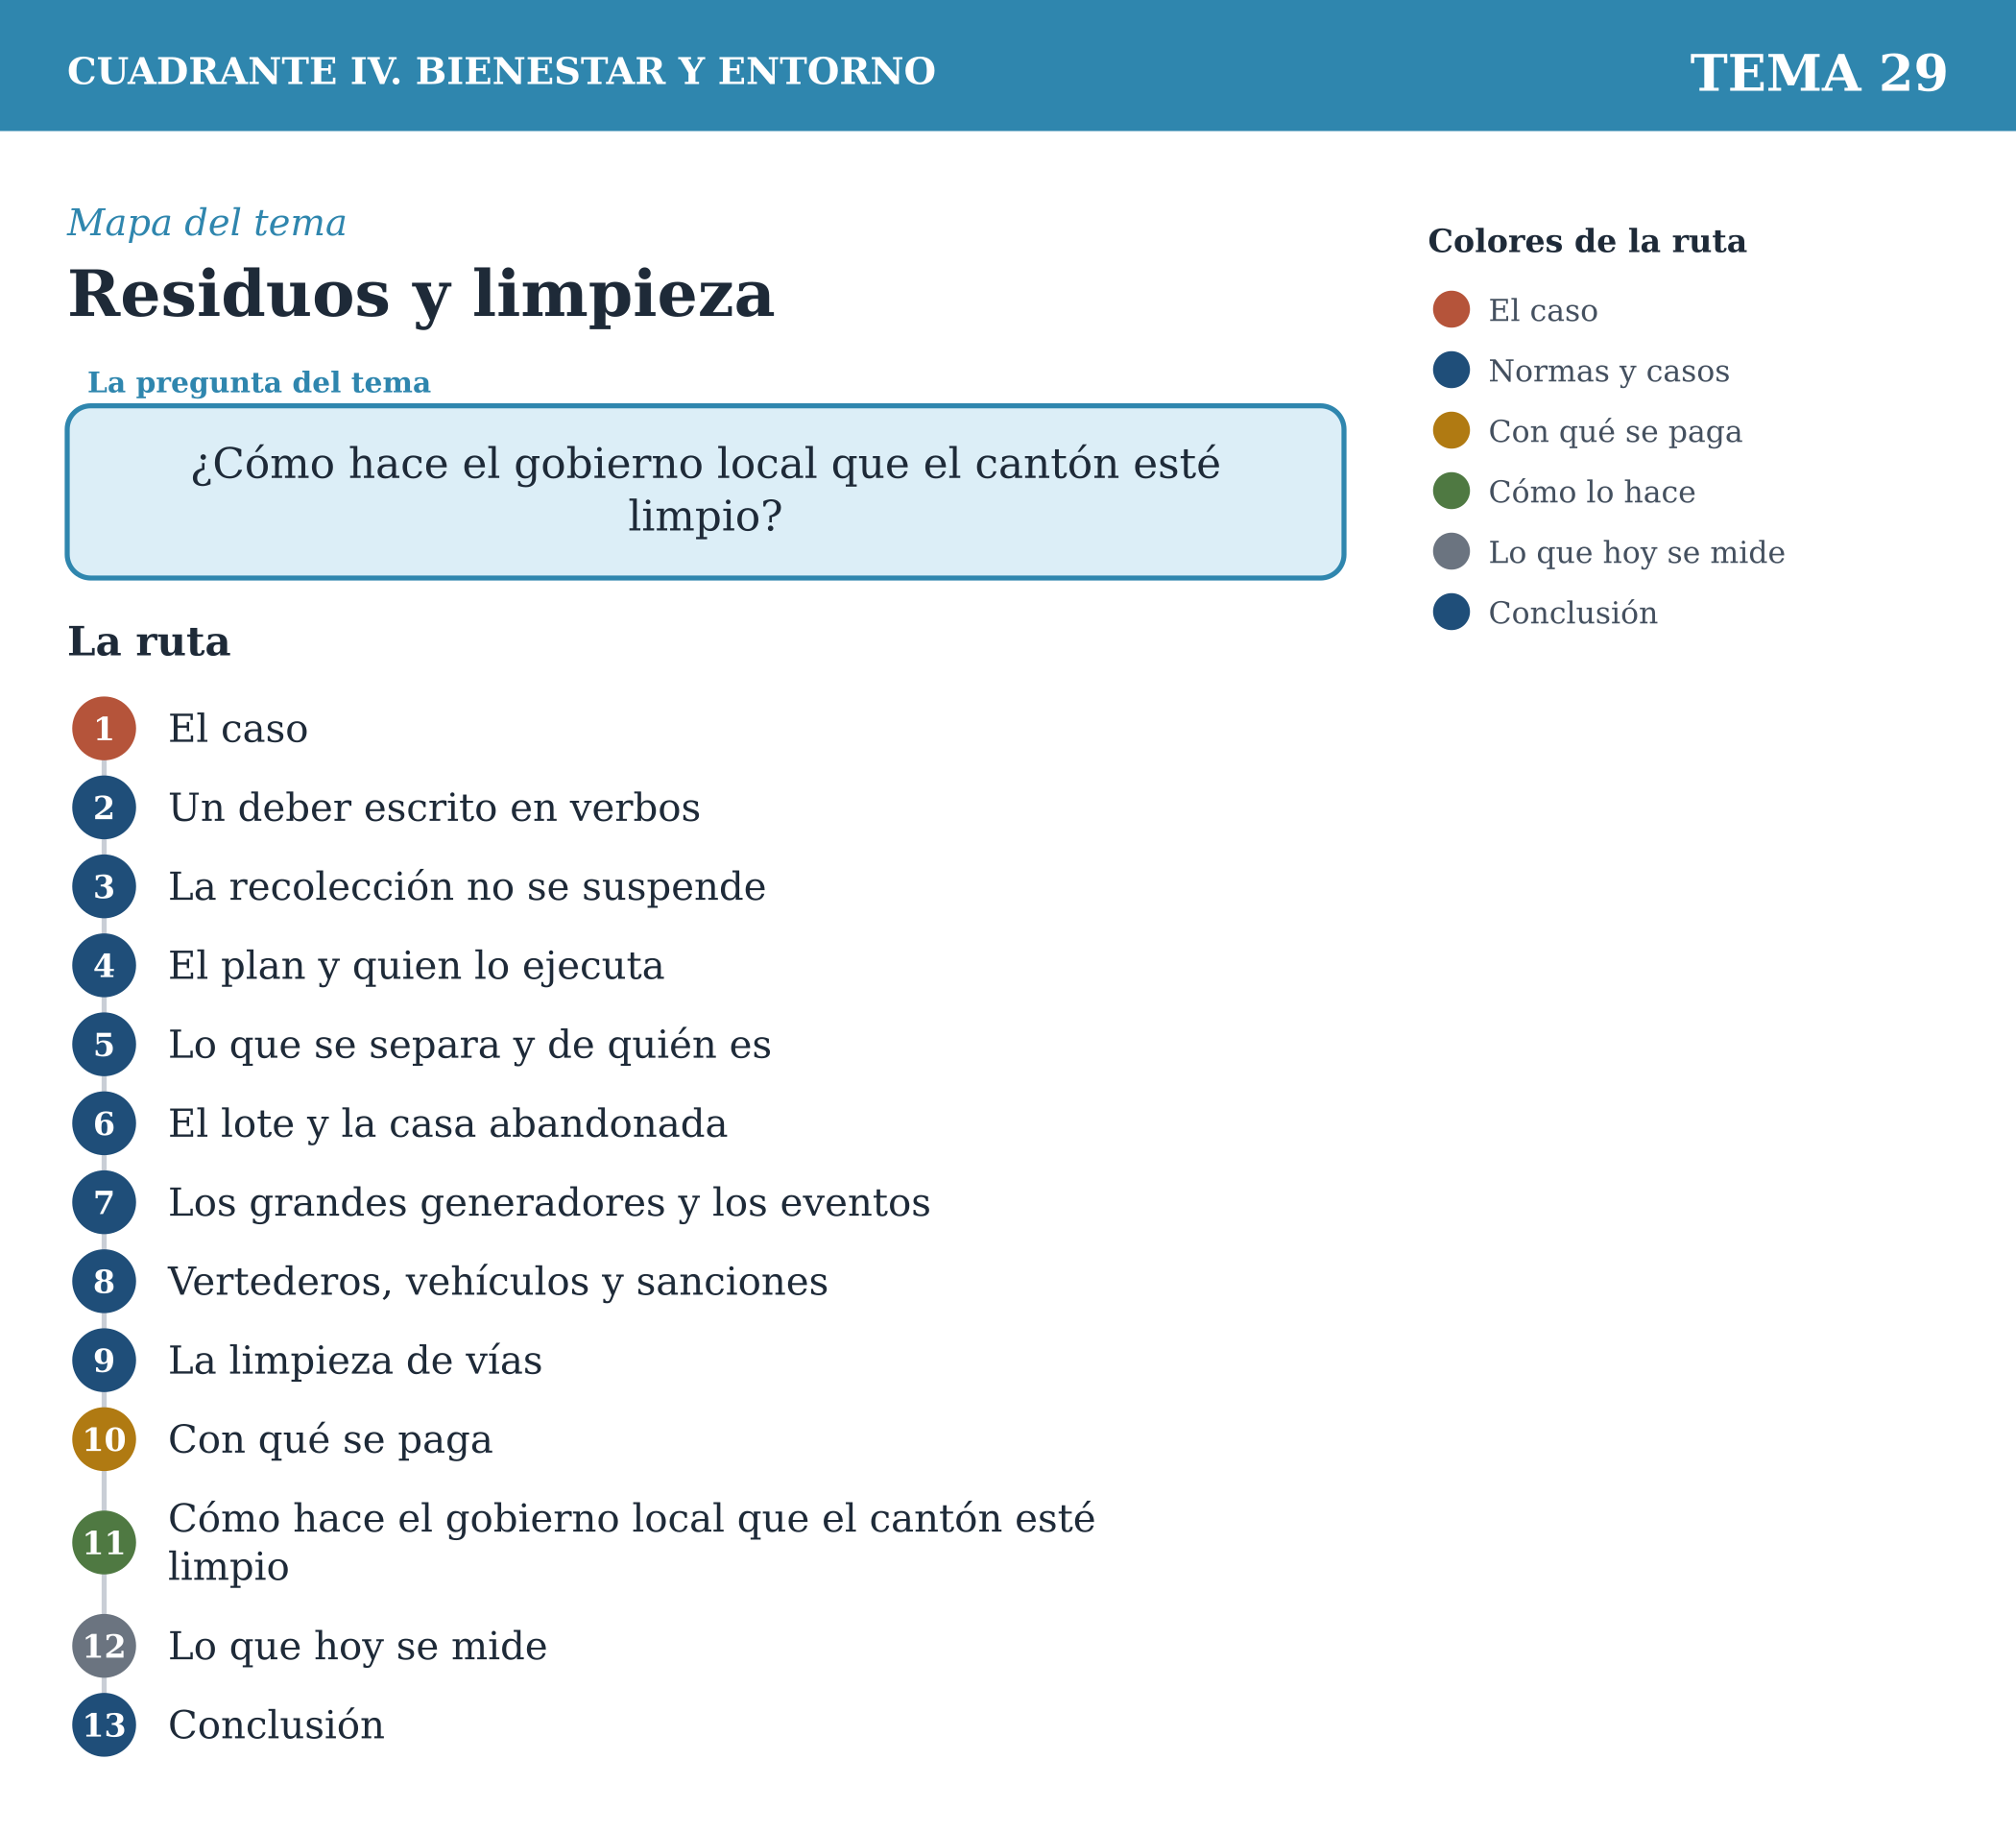 CUADRANTE IV. BIENESTAR Y ENTORNO
TEMA 29
Mapa del tema
Residuos y limpieza
La pregunta del tema
¿Cómo hace el gobierno local que el cantón esté
limpio?
Colores de la ruta
El caso
Normas y casos
Con qué se paga
Cómo lo hace
Lo que hoy se mide
Conclusión
La ruta
1 El caso
2 Un deber escrito en verbos
3 La recolección no se suspende
4 El plan y quien lo ejecuta
5 Lo que se separa y de quién es
6 El lote y la casa abandonada
7 Los grandes generadores y los eventos
8 Vertederos, vehículos y sanciones
9 La limpieza de vías
10 Con qué se paga
11 Cómo hace el gobierno local que el cantón esté
limpio
12 Lo que hoy se mide
13 Conclusión